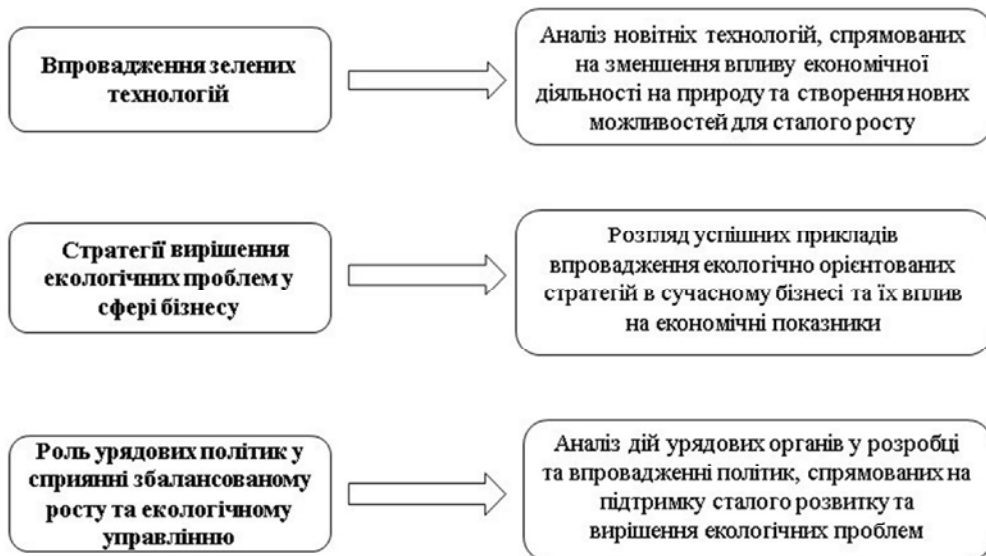 Впровадження зелених
технологій
Аналіз новітніх технологій, спрямованих
на зменшення впливу економічної
діяльності на природу та створення нових
можливостей для сталого росту
Стратегії вирішення
екологічних проблем у
сфері бізнесу
Розгляд успішних прикладів
впровадження екологічно орієнтованих
стратегій в сучасному бізнесі та їх вплив
на економічні показники
Роль урядових політик у
сприянні збалансованому
росту та екологічному
управлінню
Аналіз дій урядових органів у розробці
та впровадженні політик, спрямованих на
підтримку сталого розвитку та
вирішення екологічних проблем